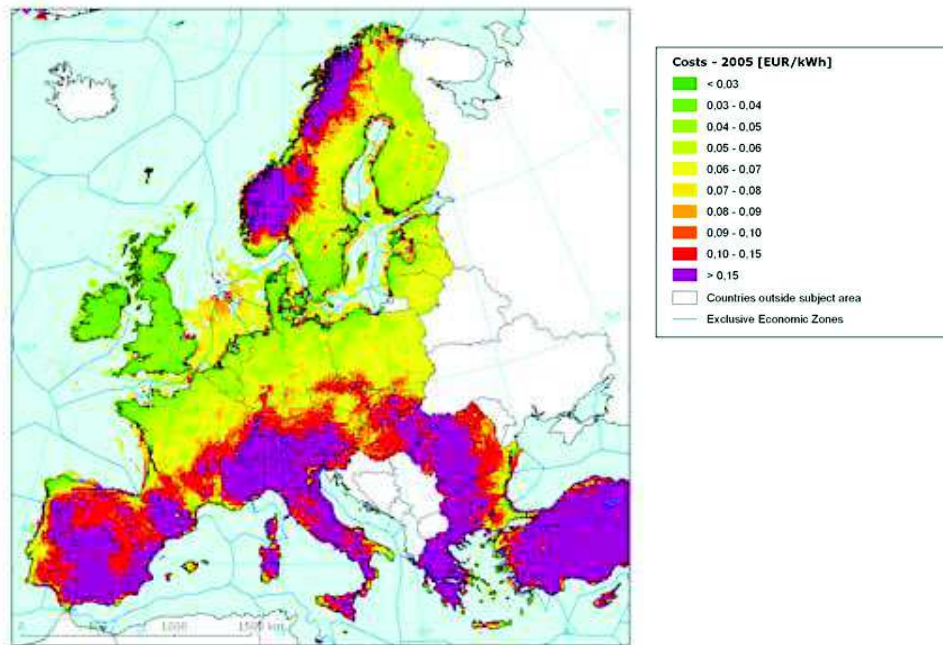 Costs - 2005 [EUR/kWh]
< 0,03
0,03 - 0,04
0,04 - 0,05
0,05 - 0,06
0,06 - 0,07
0,07 - 0,08
0,08 - 0,09
0,09 - 0,10
0,10 - 0,15
> 0,15
Countries outside subject area
Exclusive Economic Zones
0
1000
1500 km